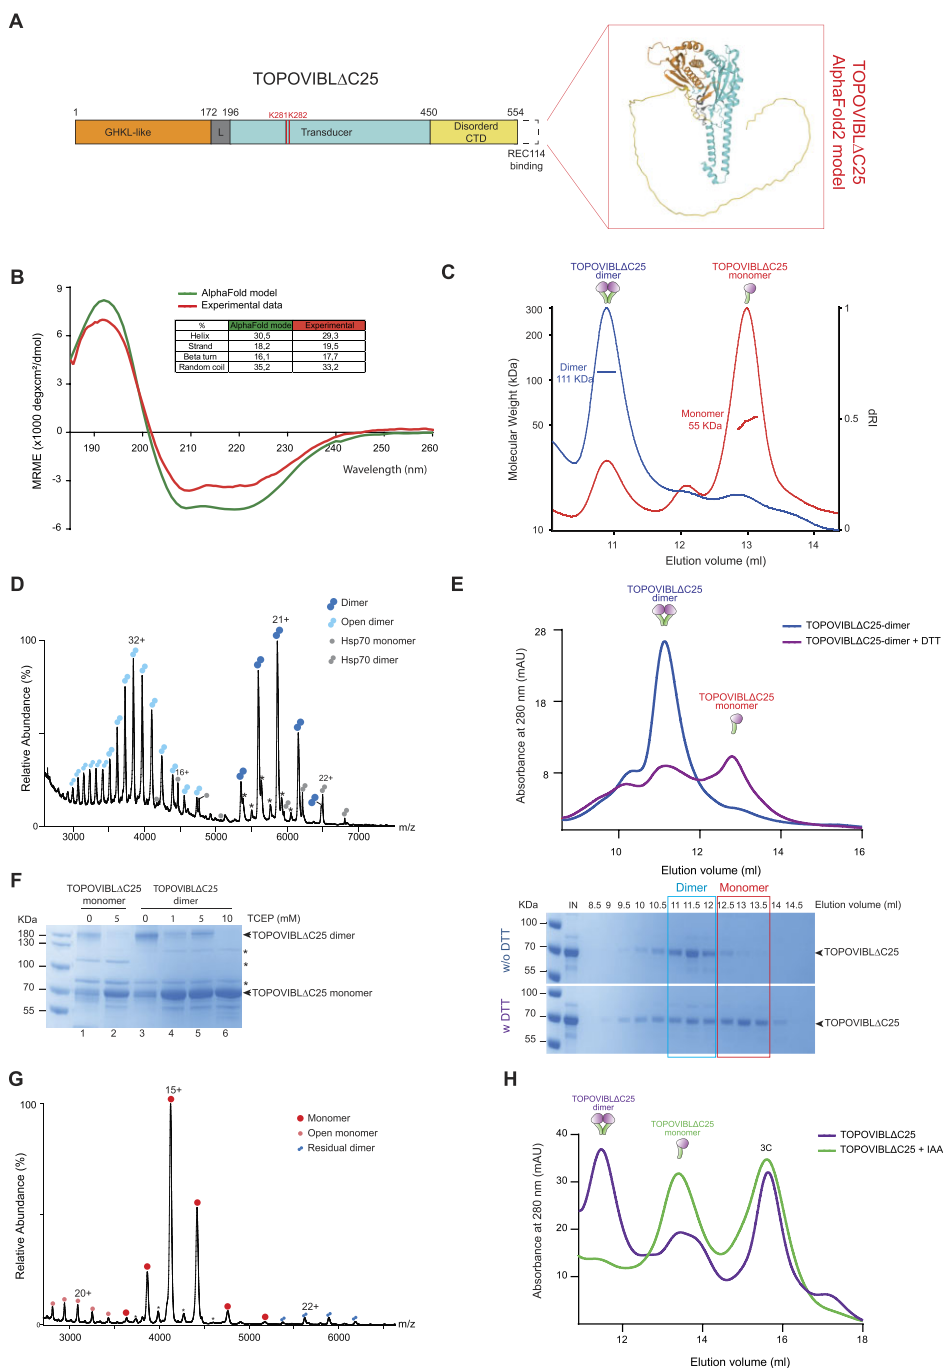 A
TOPOVIBLΔC25
1 172 196 K281K282 450 554
GHKL-like L Transducer Disorderd CTD
REC114 binding
TOPOVIBLΔC25
AlphaFold2 model
B
AlphaFold model
Experimental data
% AlphaFold mode Experimental
Helix 30,5 29,3
Strand 18,2 19,5
Beta turn 16,1 17,7
Random coil 35,2 33,2
MRME (x1000 degxcm²/dmol)
9
6
3
0
-3
-6
190 200 210 220 230 240 250 260
Wavelength (nm)
C
TOPOVIBLΔC25 dimer
TOPOVIBLΔC25 monomer
Molecular Weight (kDa)
300
200
100
50
10
Dimer
111 KDa
Monomer
55 KDa
1
0.5
0
dRI
11 12 13 14
Elution volume (ml)
D
Dimer
Open dimer
Hsp70 monomer
Hsp70 dimer
Relative Abundance (%)
100
0
32+
16+
21+
22+
* * * * * *
3000 4000 5000 6000 7000 m/z
E
TOPOVIBLΔC25 dimer
TOPOVIBLΔC25-dimer
TOPOVIBLΔC25-dimer + DTT
TOPOVIBLΔC25 monomer
Absorbance at 280 nm (mAU)
28
18
8
10 12 14 16
Elution volume (ml)
Dimer Monomer
KDa IN 8.5 9 9.5 10 10.5 11 11.5 12 12.5 13 13.5 14 14.5 Elution volume (ml)
w/o DTT
100
70
55
TOPOVIBLΔC25
w DTT
100
70
55
TOPOVIBLΔC25
F
TOPOVIBLΔC25 monomer
TOPOVIBLΔC25 dimer
KDa 0 5 0 1 5 10 TCEP (mM)
180
130
100
70
55
TOPOVIBLΔC25 dimer
*
*
*
TOPOVIBLΔC25 monomer
1 2 3 4 5 6
G
Monomer
Open monomer
Residual dimer
Relative Abundance (%)
100
0
15+
20+
22+
3000 4000 5000 6000 m/z
H
TOPOVIBLΔC25 dimer
TOPOVIBLΔC25 monomer
3C
TOPOVIBLΔC25
TOPOVIBLΔC25 + IAA
Absorbance at 280 nm (mAU)
40
30
20
10
12 14 16 18
Elution volume (ml)